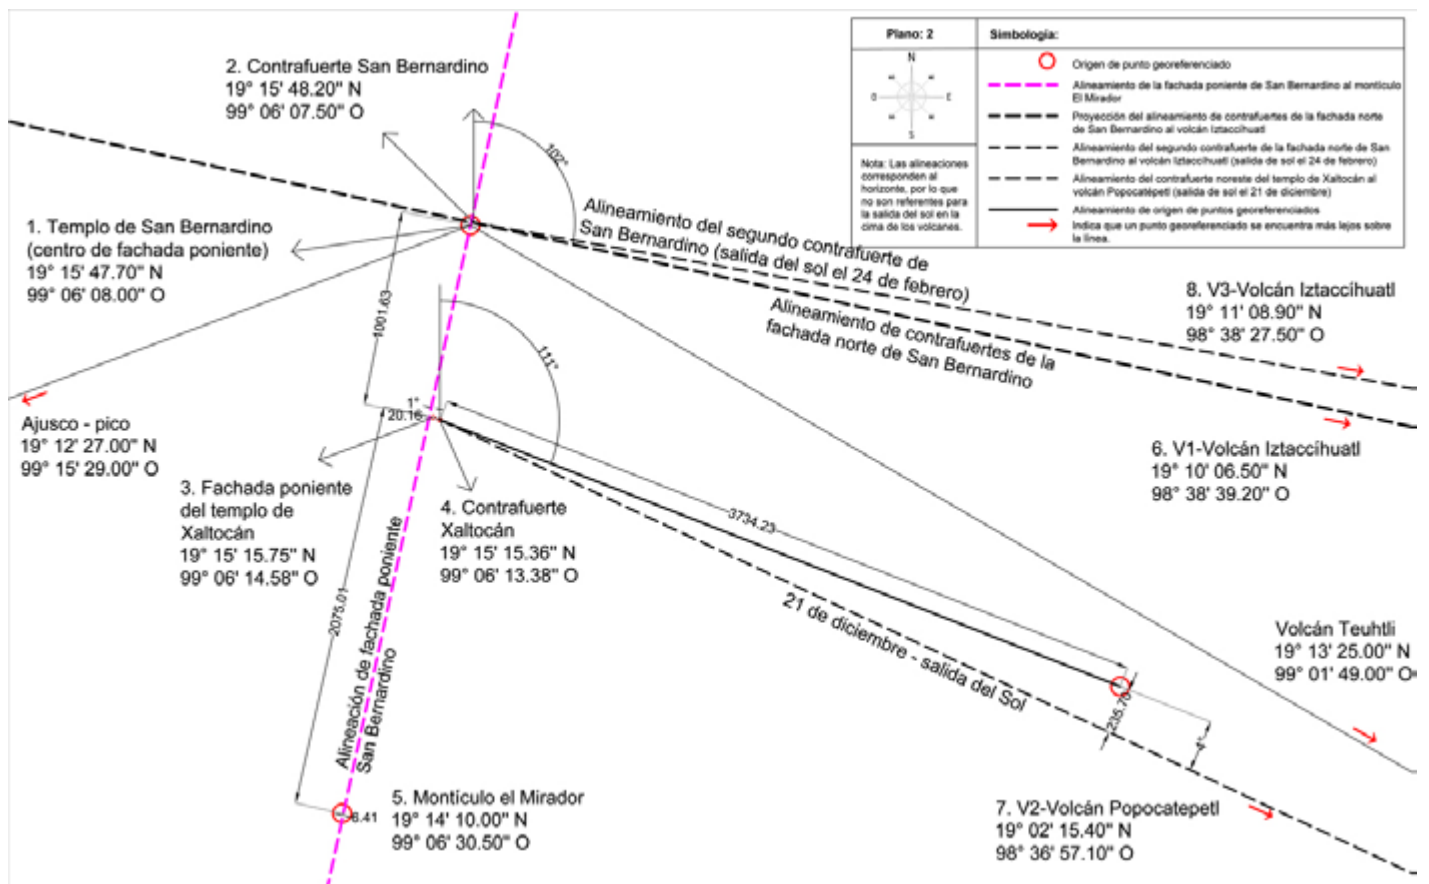 Plano: 2
Simbología:
N
O
E
S
Origen de punto georeferenciado
Alineamiento de la fachada poniente de San Bernardino al montículo
El Mirador
Proyección del alineamiento de contrafuertes de la fachada norte
de San Bernardino al volcán Iztaccíhuatl
Alineamiento del segundo contrafuerte de la fachada norte de San
Bernardino al volcán Iztaccíhuatl (salida de sol el 24 de febrero)
Alineamiento del contrafuerte noreste del templo de Xaltocán al
volcán Popocatépetl (salida de sol el 21 de diciembre)
Alineamiento de origen de puntos georeferenciados
Indica que un punto georeferenciado se encuentra más lejos sobre
la línea.
Nota: Las alineaciones
corresponden al
horizonte, por lo que
no son referentes para
la salida del sol en la
cima de los volcanes.
2. Contrafuerte San Bernardino
19° 15' 48.20" N
99° 06' 07.50" O
102°
1. Templo de San Bernardino
(centro de fachada poniente)
19° 15' 47.70" N
99° 06' 08.00" O
Alineamiento del segundo contrafuerte de
San Bernardino (salida del sol el 24 de febrero)
Alineamiento de contrafuertes de la
fachada norte de San Bernardino
8. V3-Volcán Iztaccíhuatl
19° 11' 08.90" N
98° 38' 27.50" O
1001.63
111°
Ajusco - pico
19° 12' 27.00" N
99° 15' 29.00" O
1°
20.16
6. V1-Volcán Iztaccíhuatl
19° 10' 06.50" N
98° 38' 39.20" O
3. Fachada poniente
del templo de
Xaltocán
19° 15' 15.75" N
99° 06' 14.58" O
4. Contrafuerte
Xaltocán
19° 15' 15.36" N
99° 06' 13.38" O
3734.23
2075.01
Alineación de fachada poniente
San Bernardino
21 de diciembre - salida del Sol
Volcán Teuhtli
19° 13' 25.00" N
99° 01' 49.00" O
235.70
4°
5. Montículo el Mirador
19° 14' 10.00" N
99° 06' 30.50" O
6.41
7. V2-Volcán Popocatepetl
19° 02' 15.40" N
98° 36' 57.10" O